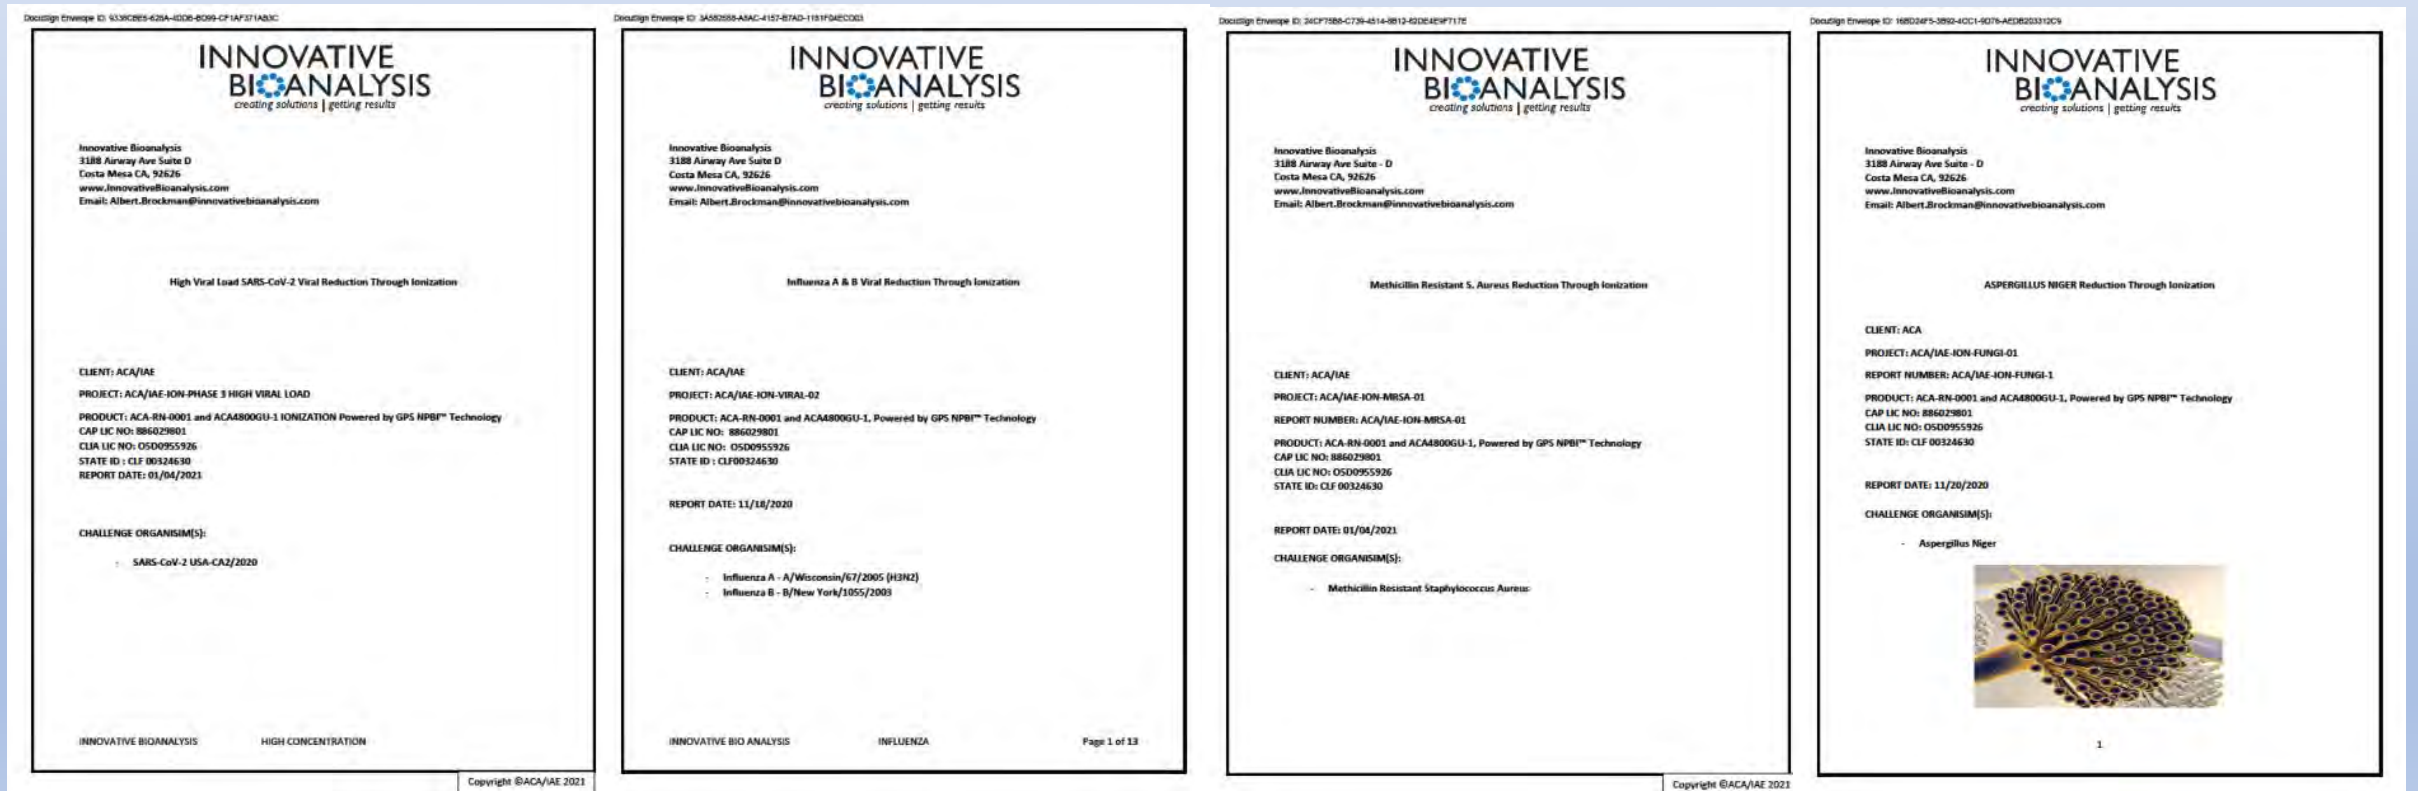 DocuSign Envelope ID:
INNOVATIVE
BIOANALYSIS
creating solutions | getting results
Innovative Bioanalysis
3188 Airway Ave Suite D
Costa Mesa CA, 92626
www.InnovativeBioanalysis.com
Email: Albert.Brockman@innovativebioanalysis.com
High Viral Load SARS-CoV-2 Viral Reduction Through Ionization
CLIENT: ACA/IAE
PROJECT: ACA/IAE-ION-PHASE 3 HIGH VIRAL LOAD
PRODUCT: ACA-RN-0001 and ACA4800GU-1 IONIZATION Powered by GPS NPBI™ Technology
CAP LIC NO: 886029801
CLIA LIC NO: O5D0955926
STATE ID : CLF 00324630
REPORT DATE: 01/04/2021
CHALLENGE ORGANISIM(S):
- SARS-CoV-2 USA-CA2/2020
INNOVATIVE BIOANALYSIS HIGH CONCENTRATION
Copyright ©ACA/IAE 2021
DocuSign Envelope ID:
INNOVATIVE
BIOANALYSIS
creating solutions | getting results
Innovative Bioanalysis
3188 Airway Ave Suite D
Costa Mesa CA, 92626
www.InnovativeBioanalysis.com
Email: Albert.Brockman@innovativebioanalysis.com
Influenza A & B Viral Reduction Through Ionization
CLIENT: ACA/IAE
PROJECT: ACA/IAE-ION-VIRAL-02
PRODUCT: ACA-RN-0001 and ACA4800GU-1, Powered by GPS NPBI™ Technology
CAP LIC NO: 886029801
CLIA LIC NO: O5D0955926
STATE ID : CLF00324630
REPORT DATE: 11/18/2020
CHALLENGE ORGANISIM(S):
- Influenza A - A/Wisconsin/67/2005 (H3N2)
- Influenza B - B/New York/1055/2003
INNOVATIVE BIO ANALYSIS INFLUENZA Page 1 of 13
DocuSign Envelope ID:
INNOVATIVE
BIOANALYSIS
creating solutions | getting results
Innovative Bioanalysis
3188 Airway Ave Suite - D
Costa Mesa CA, 92626
www.InnovativeBioanalysis.com
Email: Albert.Brockman@innovativebioanalysis.com
Methicillin Resistant S. Aureus Reduction Through Ionization
CLIENT: ACA/IAE
PROJECT: ACA/IAE-ION-MRSA-01
REPORT NUMBER: ACA/IAE-ION-MRSA-01
PRODUCT: ACA-RN-0001 and ACA4800GU-1, Powered by GPS NPBI™ Technology
CAP LIC NO: 886029801
CLIA LIC NO: O5D0955926
STATE ID: CLF 00324630
REPORT DATE: 01/04/2021
CHALLENGE ORGANISIM(S):
- Methicillin Resistant Staphylococcus Aureus
Copyright ©ACA/IAE 2021
DocuSign Envelope ID:
INNOVATIVE
BIOANALYSIS
creating solutions | getting results
Innovative Bioanalysis
3188 Airway Ave Suite - D
Costa Mesa CA, 92626
www.InnovativeBioanalysis.com
Email: Albert.Brockman@innovativebioanalysis.com
ASPERGILLUS NIGER Reduction Through Ionization
CLIENT: ACA
PROJECT: ACA/IAE-ION-FUNGI-01
REPORT NUMBER: ACA/IAE-ION-FUNGI-1
PRODUCT: ACA-RN-0001 and ACA4800GU-1, Powered by GPS NPBI™ Technology
CAP LIC NO: 886029801
CLIA LIC NO: O5D0955926
STATE ID: CLF 00324630
REPORT DATE: 11/20/2020
CHALLENGE ORGANISIM(S):
- Aspergillus Niger
1